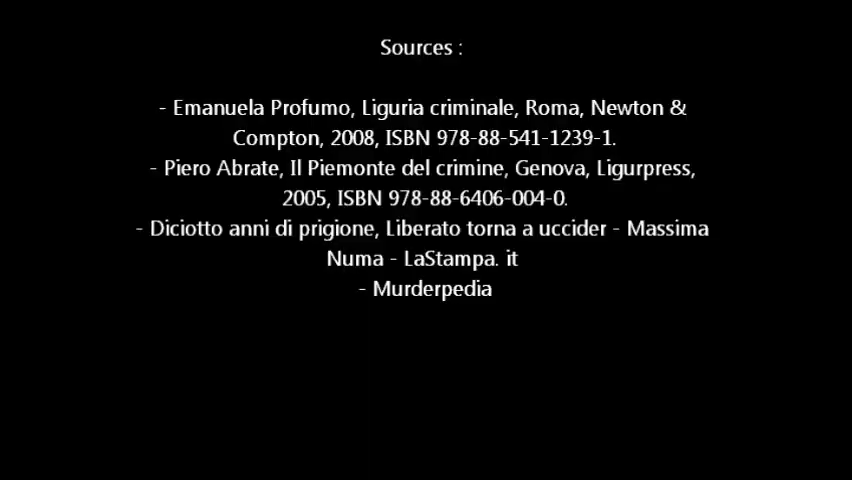 Sources :
- Emanuela Profumo, Liguria criminale, Roma, Newton &
Compton, 2008, ISBN 978-88-541-1239-1.
- Piero Abrate, Il Piemonte del crimine, Genova, Ligurpress,
2005, ISBN 978-88-6406-004-0.
- Diciotto anni di prigione, Liberato torna a uccider - Massima
Numa - LaStampa. it
- Murderpedia